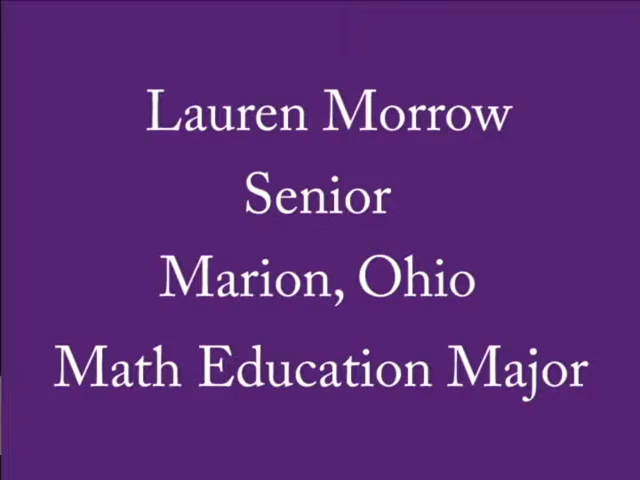 Lauren Morrow
Senior
Marion, Ohio
Math Education Major